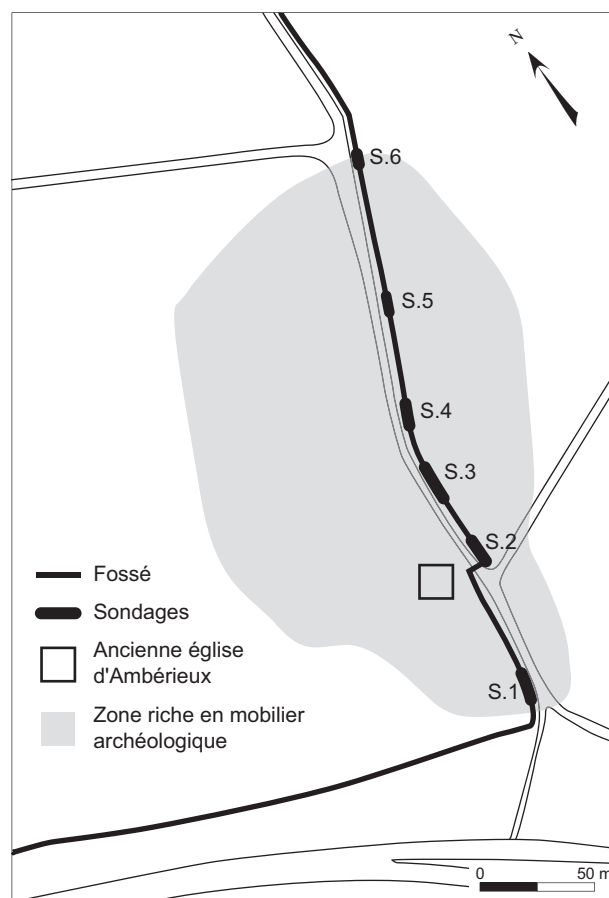 N
S.6
S.5
S.4
S.3
S.2
S.1
Fossé
Sondages
Ancienne église
d'Ambérieux
Zone riche en mobilier
archéologique
0 50 m